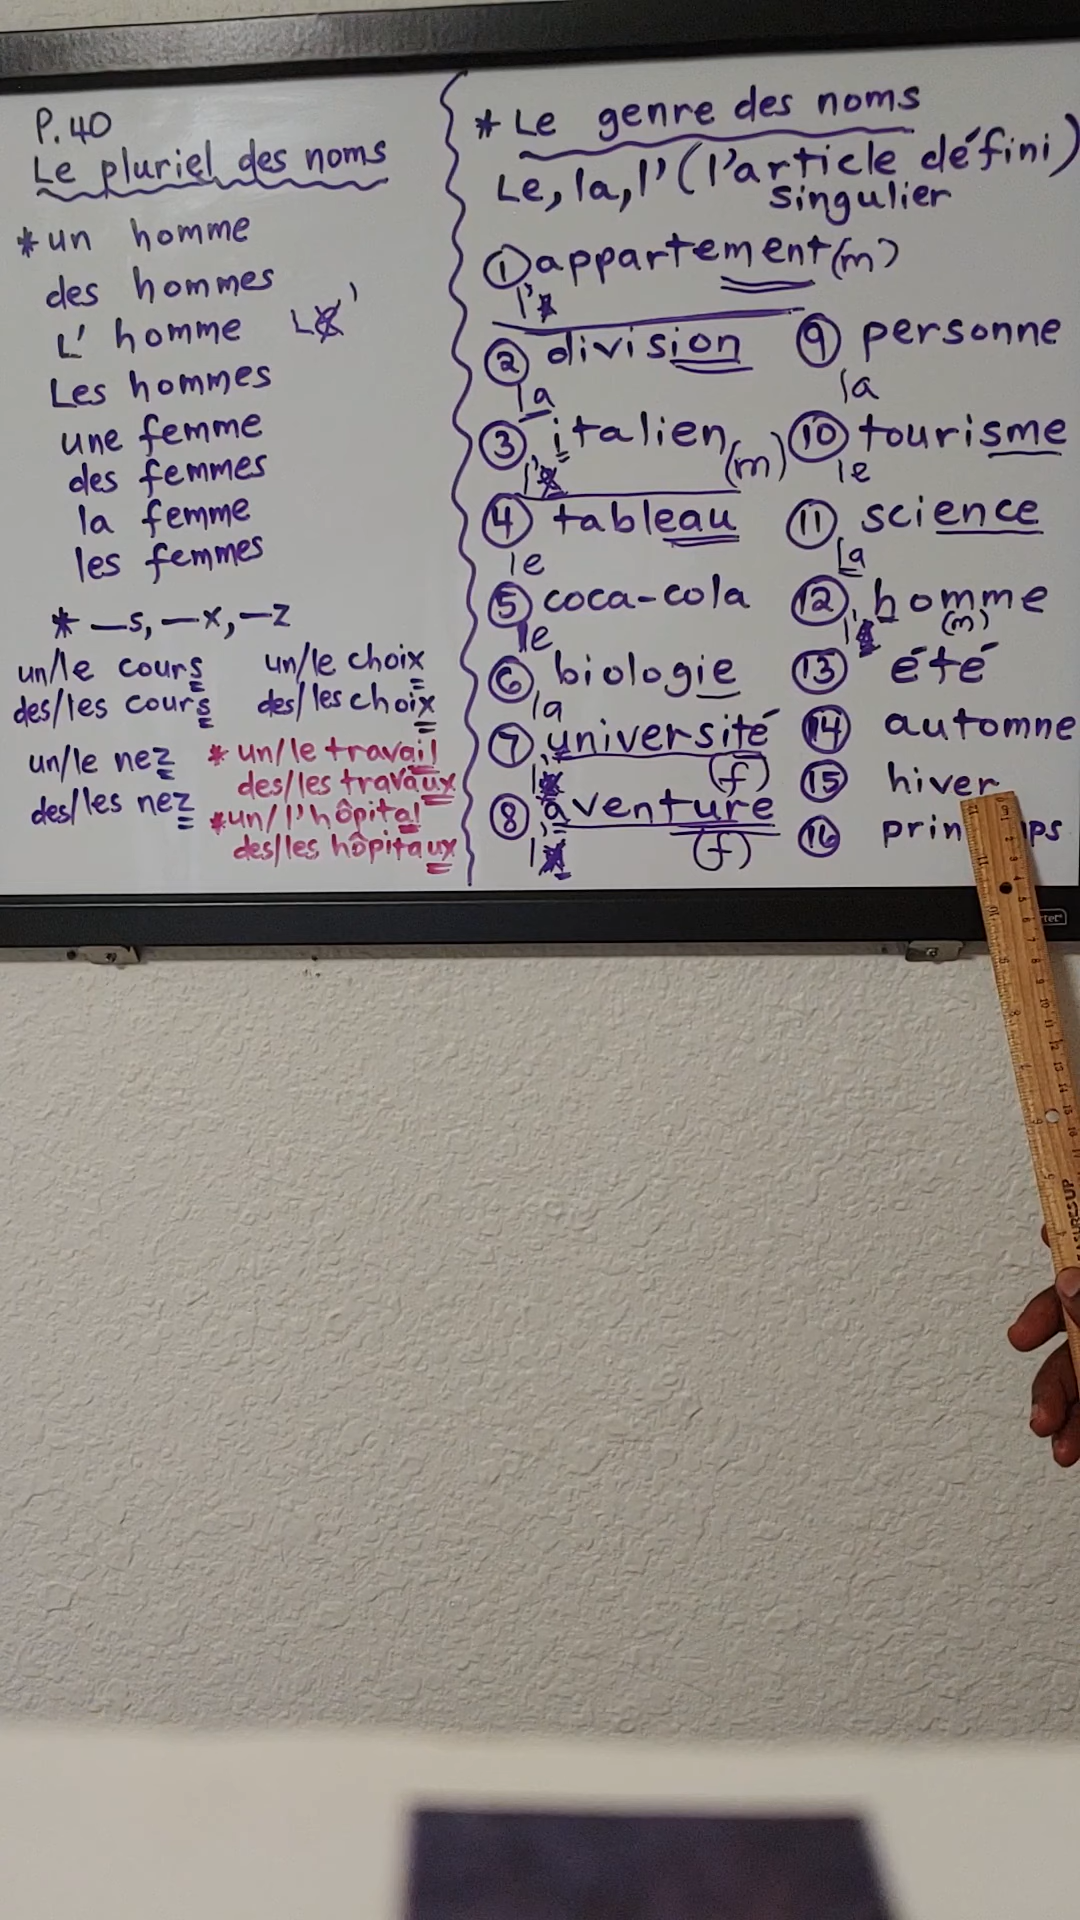 P.40
Le pluriel des noms
*un homme
des hommes
L' homme Le'
Les hommes
une femme
des femmes
la femme
les femmes
* —s, —x, —z
un/le cours
des/les cours
un/le choix
des/les choix
un/le nez
des/les nez
* un/le travail
des/les travaux
*un/l'hôpital
des/les hôpitaux
* Le genre des noms
Le, la, l' (l'article défini)
singulier
① appartement (m)
l'
② division
la
③ italien (m)
l'
④ tableau
le
⑤ coca-cola
le
⑥ biologie
la
⑦ université
l' (f)
⑧ aventure
l' (f)
⑨ personne
la
⑩ tourisme
le
⑪ science
La
⑫ homme
l' (m)
⑬ été
⑭ automne
⑮ hiver
⑯ prin ps